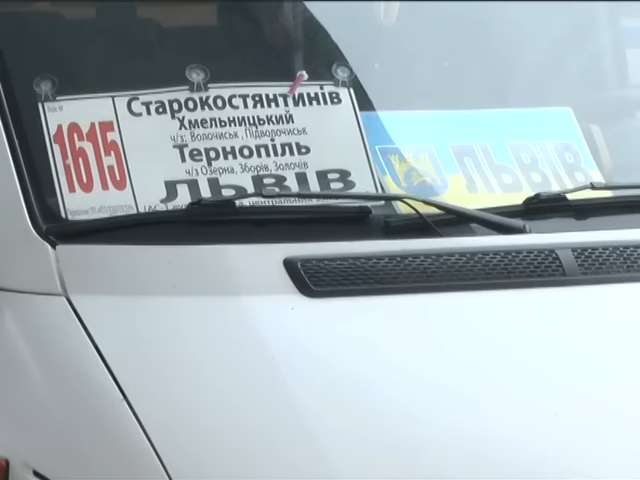 1615
Старокостянтинів
Хмельницький
ч/з: Волочиськ, Підволочиськ
Тернопіль
ч/з Озерна, Зборів, Золочів
ЛЬВІВ
ЛЬВІВ